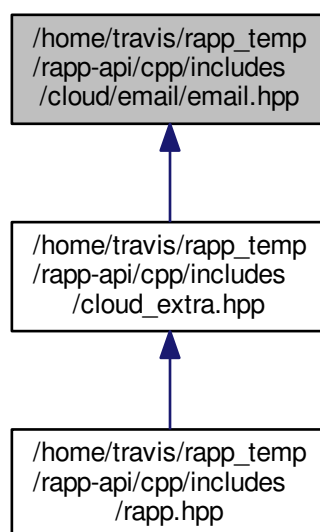 /home/travis/rapp_temp
/rapp-api/cpp/includes
/cloud/email/email.hpp
/home/travis/rapp_temp
/rapp-api/cpp/includes
/cloud_extra.hpp
/home/travis/rapp_temp
/rapp-api/cpp/includes
/rapp.hpp